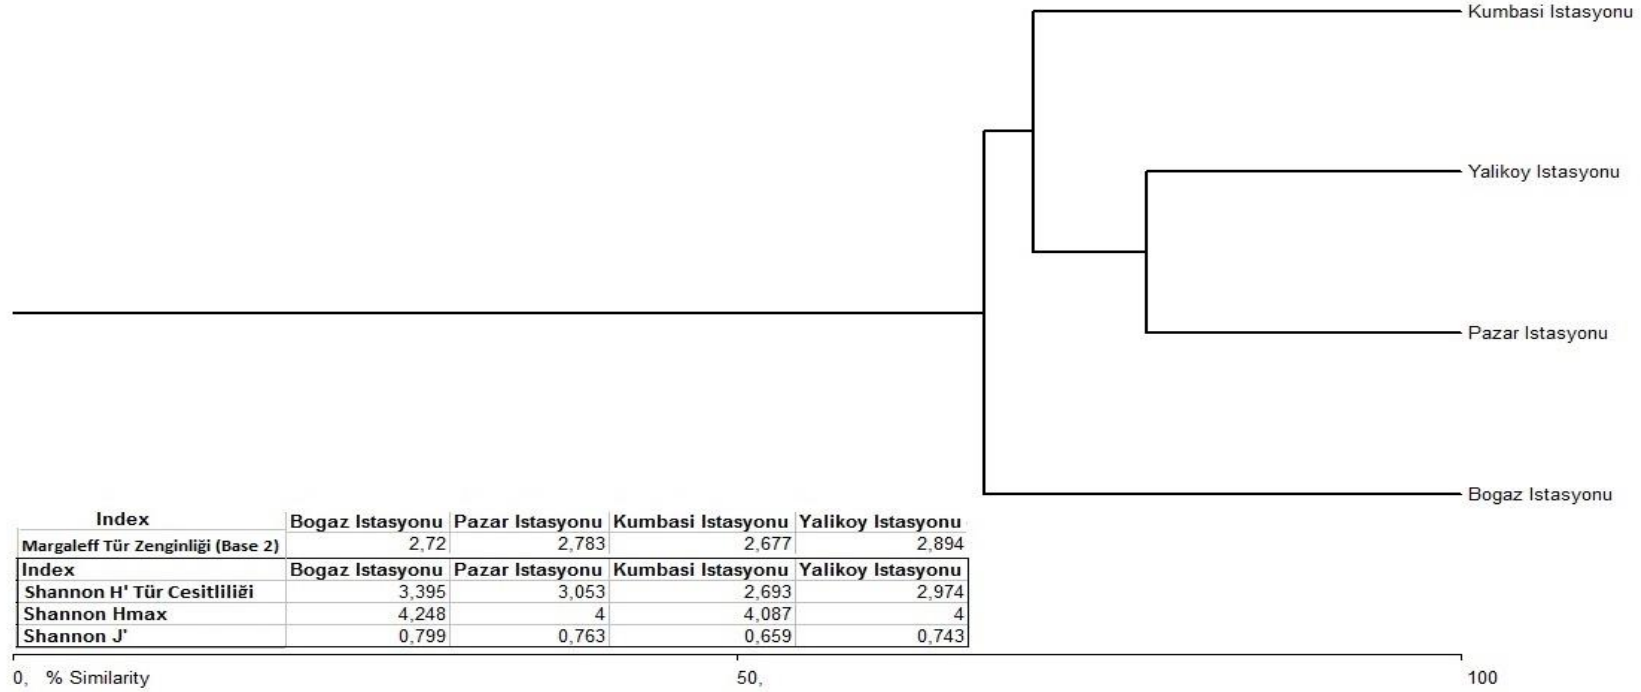 Kumbasi Istasyonu
Yalikoy Istasyonu
Pazar Istasyonu
Bogaz Istasyonu
Index Bogaz Istasyonu Pazar Istasyonu Kumbasi Istasyonu Yalikoy Istasyonu
Margaleff Tür Zenginliği (Base 2) 2,72 2,783 2,677 2,894
Index Bogaz Istasyonu Pazar Istasyonu Kumbasi Istasyonu Yalikoy Istasyonu
Shannon H' Tür Cesitliliği 3,395 3,053 2,693 2,974
Shannon Hmax 4,248 4 4,087 4
Shannon J' 0,799 0,763 0,659 0,743
0, % Similarity 50, 100